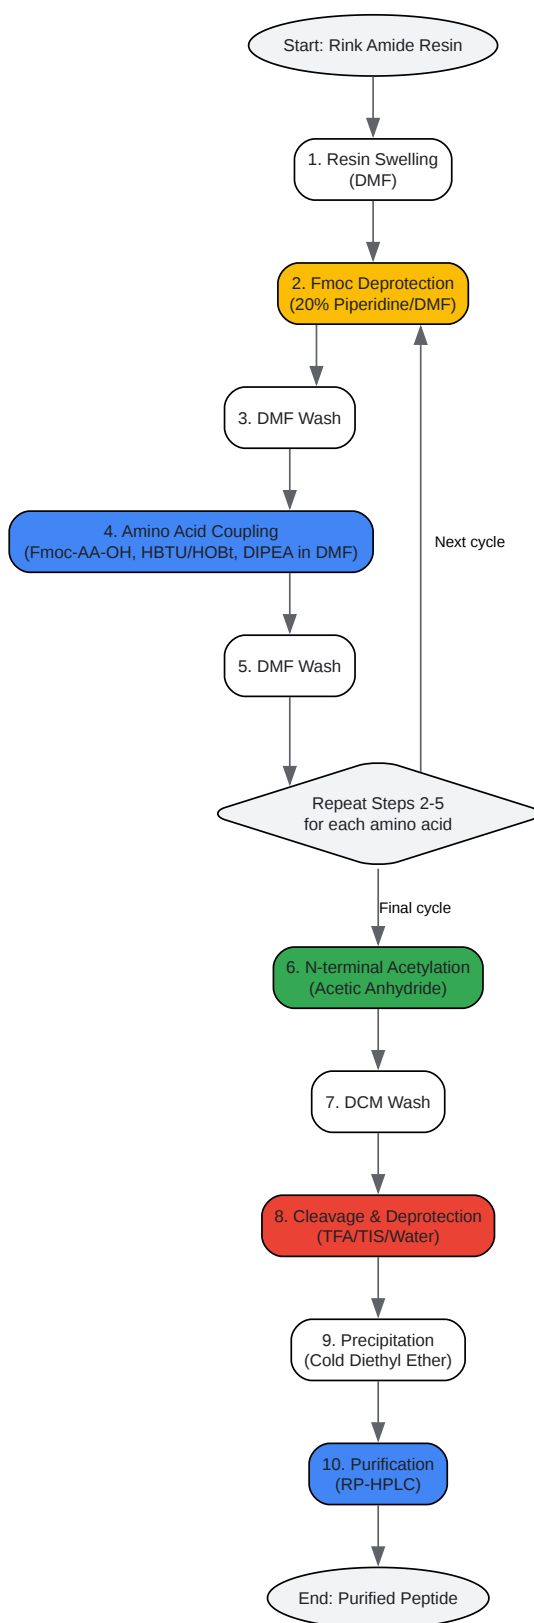 Start: Rink Amide Resin
1. Resin Swelling
(DMF)
2. Fmoc Deprotection
(20% Piperidine/DMF)
3. DMF Wash
4. Amino Acid Coupling
(Fmoc-AA-OH, HBTU/HOBt, DIPEA in DMF)
Next cycle
5. DMF Wash
Repeat Steps 2-5
for each amino acid
Final cycle
6. N-terminal Acetylation
(Acetic Anhydride)
7. DCM Wash
8. Cleavage & Deprotection
(TFA/TIS/Water)
9. Precipitation
(Cold Diethyl Ether)
10. Purification
(RP-HPLC)
End: Purified Peptide